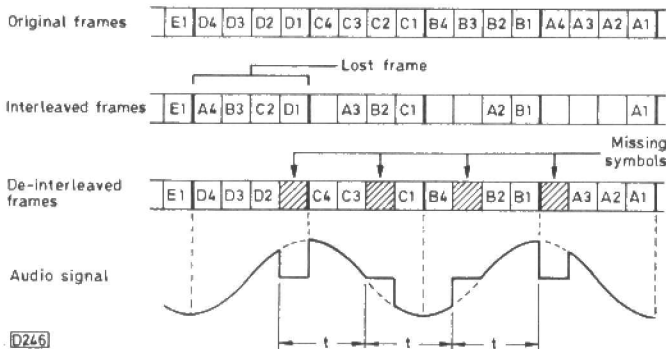 Original frames E1 D4 D3 D2 D1 C4 C3 C2 C1 B4 B3 B2 B1 A4 A3 A2 A1
Lost frame
Interleaved frames E1 A4 B3 C2 D1 A3 B2 C1 A2 B1 A1
Missing
symbols
De-interleaved
frames E1 D4 D3 D2 C4 C3 C1 B4 B2 B1 A3 A2 A1
Audio signal
D246 t t t